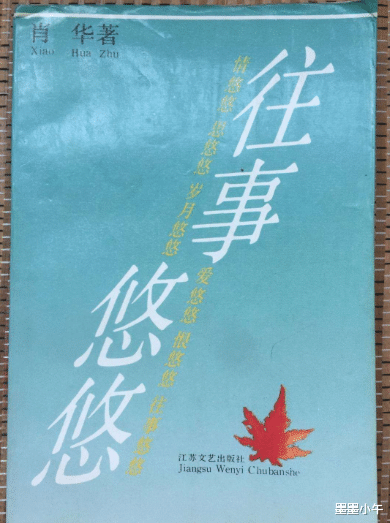 肖 华著
Xiao Hua Zhu
往事悠悠
情悠悠 思悠悠 岁月悠悠 爱悠悠 恨悠悠 往事悠悠
江苏文艺出版社
Jiangsu Wenyi Chubanshe
墨墨小午